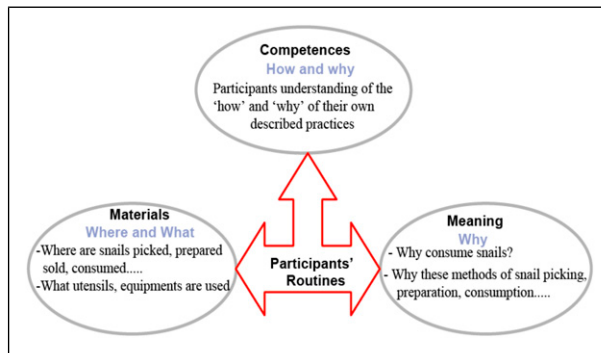 Competences
How and why
Participants understanding of the
‘how’ and ‘why’ of their own
described practices
Materials
Where and What
-Where are snails picked, prepared
sold, consumed.....
-What utensils, equipments are used
Participants’
Routines
Meaning
Why
- Why consume snails?
- Why these methods of snail picking,
preparation, consumption.....